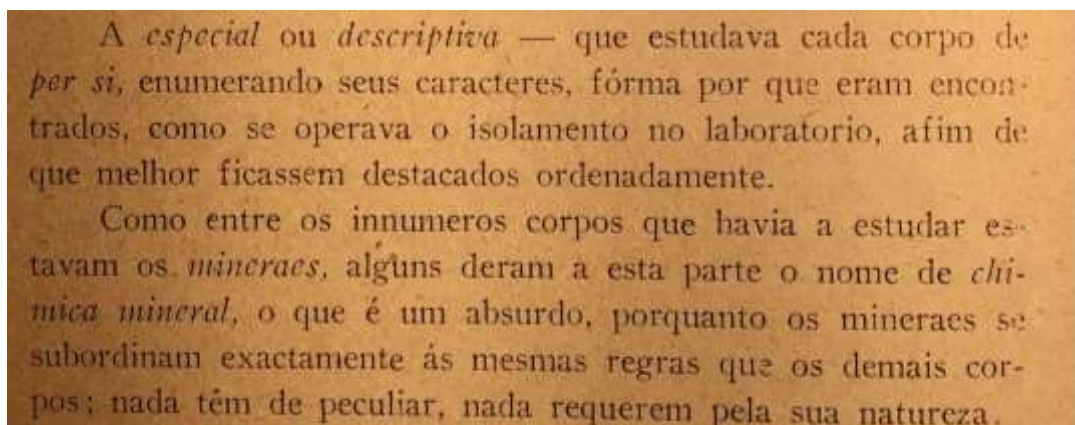 A especial ou descriptiva — que estudava cada corpo de
per si, enumerando seus caracteres, fórma por que eram encon-
trados, como se operava o isolamento no laboratorio, afim de
que melhor ficassem destacados ordenadamente.
Como entre os innumeros corpos que havia a estudar es-
tavam os mineraes, alguns deram a esta parte o nome de chi-
mica mineral, o que é um absurdo, porquanto os mineraes se
subordinam exactamente ás mesmas regras que os demais cor-
pos; nada têm de peculiar, nada requerem pela sua natureza.